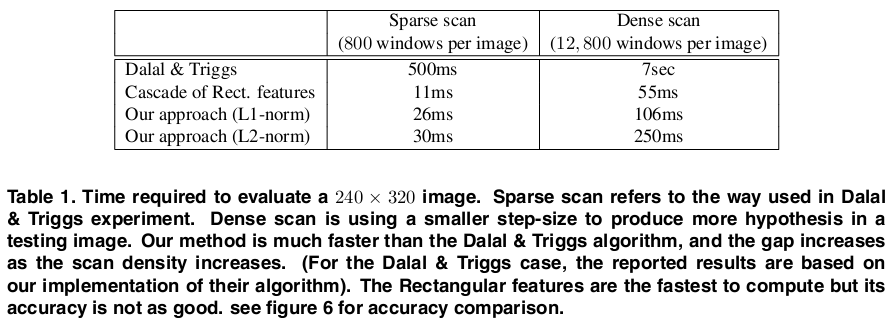 Sparse scan Dense scan
(800 windows per image) (12, 800 windows per image)
Dalal & Triggs 500ms 7sec
Cascade of Rect. features 11ms 55ms
Our approach (L1-norm) 26ms 106ms
Our approach (L2-norm) 30ms 250ms
Table 1. Time required to evaluate a 240 × 320 image. Sparse scan refers to the way used in Dalal
& Triggs experiment. Dense scan is using a smaller step-size to produce more hypothesis in a
testing image. Our method is much faster than the Dalal & Triggs algorithm, and the gap increases
as the scan density increases. (For the Dalal & Triggs case, the reported results are based on
our implementation of their algorithm). The Rectangular features are the fastest to compute but its
accuracy is not as good. see figure 6 for accuracy comparison.